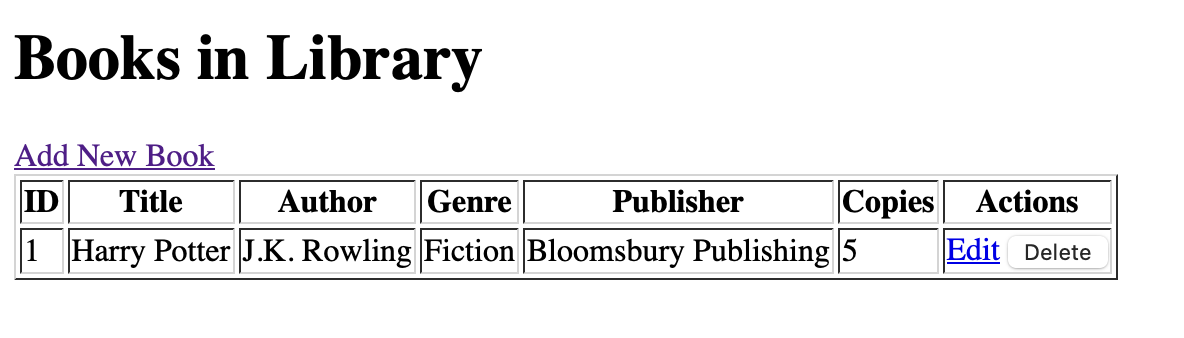 Books in Library
Add New Book
ID Title Author Genre Publisher Copies Actions
1 Harry Potter J.K. Rowling Fiction Bloomsbury Publishing 5 Edit Delete